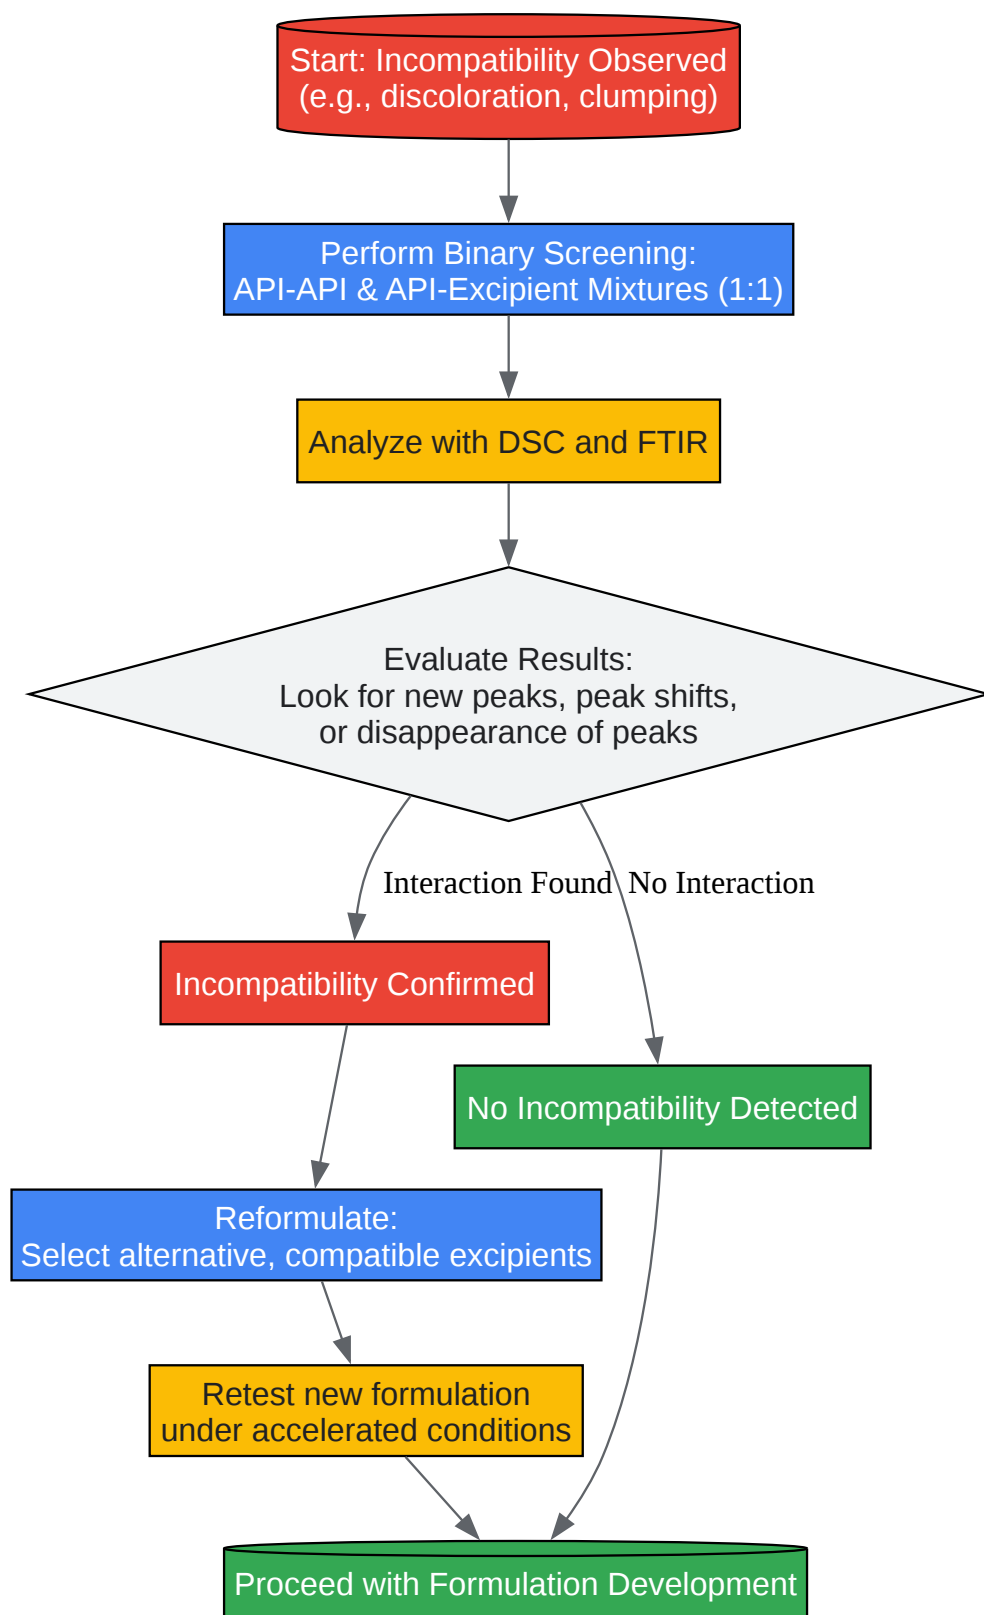 Start: Incompatibility Observed
(e.g., discoloration, clumping)
Perform Binary Screening:
API-API & API-Excipient Mixtures (1:1)
Analyze with DSC and FTIR
Evaluate Results:
Look for new peaks, peak shifts,
or disappearance of peaks
Interaction Found
No Interaction
Incompatibility Confirmed
No Incompatibility Detected
Reformulate:
Select alternative, compatible excipients
Retest new formulation
under accelerated conditions
Proceed with Formulation Development